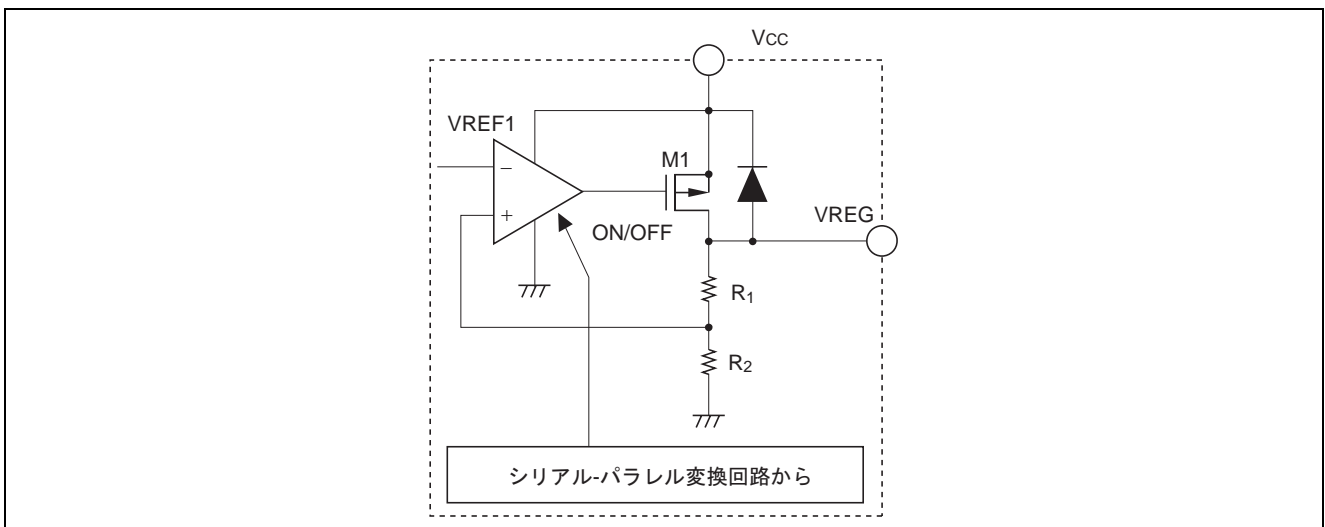 Vcc
VREF1
−
+
M1
ON/OFF
VREG
R1
R2
シリアル-パラレル変換回路から